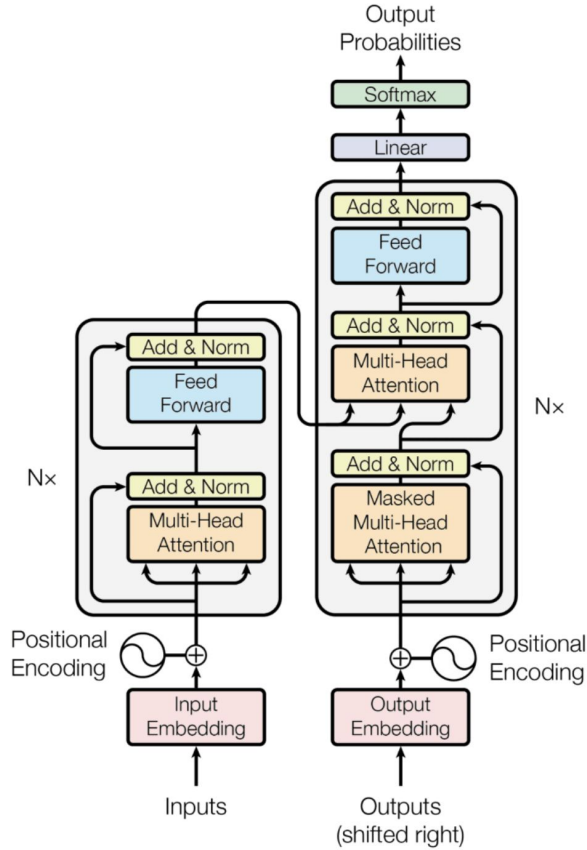 Output
Probabilities
Softmax
Linear
Add & Norm
Feed
Forward
Add & Norm
Multi-Head
Attention
Nx
Add & Norm
Masked
Multi-Head
Attention
Add & Norm
Feed
Forward
Nx
Add & Norm
Multi-Head
Attention
Positional
Encoding
Positional
Encoding
Input
Embedding
Output
Embedding
Inputs
Outputs
(shifted right)